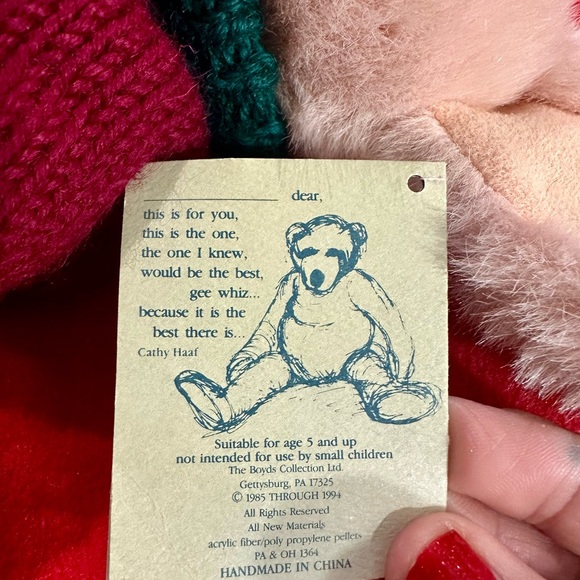 ____________ dear,
this is for you,
this is the one,
the one I knew,
would be the best,
gee whiz...
because it is the
best there is...
Cathy Haaf
Suitable for age 5 and up
not intended for use by small children
The Boyds Collection Ltd.
Gettysburg, PA 17325
© 1985 THROUGH 1994
All Rights Reserved
All New Materials
acrylic fiber/poly propylene pellets
PA & OH 1364
HANDMADE IN CHINA